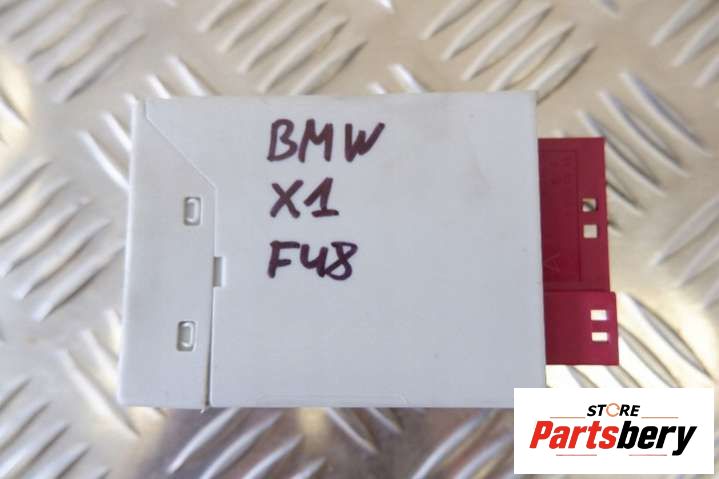 BMW
X1
F48
STORE
Partsbery